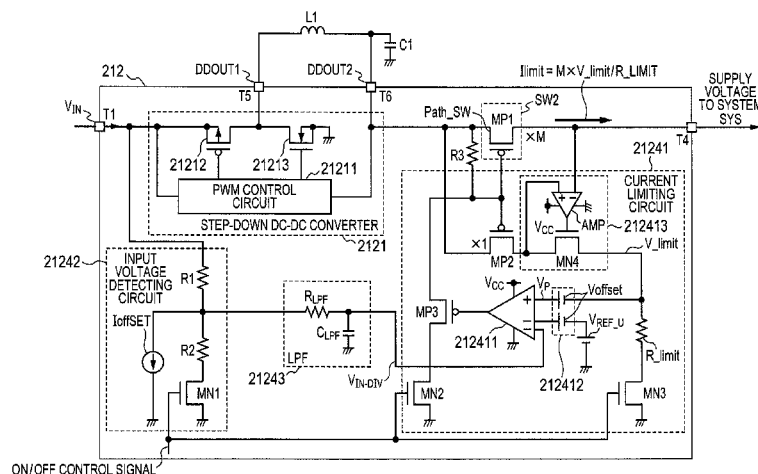 L1
C1
212
DDOUT1
DDOUT2
T5
T6
Ilimit = M × V_limit/R_LIMIT
SUPPLY
VOLTAGE
TO SYSTEM
SYS
VIN
T1
Path_SW
MP1
SW2
×M
T4
21212
21213
21211
R3
21241
CURRENT
LIMITING
CIRCUIT
PWM CONTROL
CIRCUIT
STEP-DOWN DC-DC CONVERTER
2121
AMP
VCC
212413
×1
MP2
MN4
V_limit
21242
INPUT
VOLTAGE
DETECTING
CIRCUIT
R1
IoffSET
R2
MN1
RLPF
CLPF
LPF
21243
VIN-DIV
MP3
VCC
VP
Voffset
VREF_U
212411
212412
R_limit
MN2
MN3
ON/OFF CONTROL SIGNAL